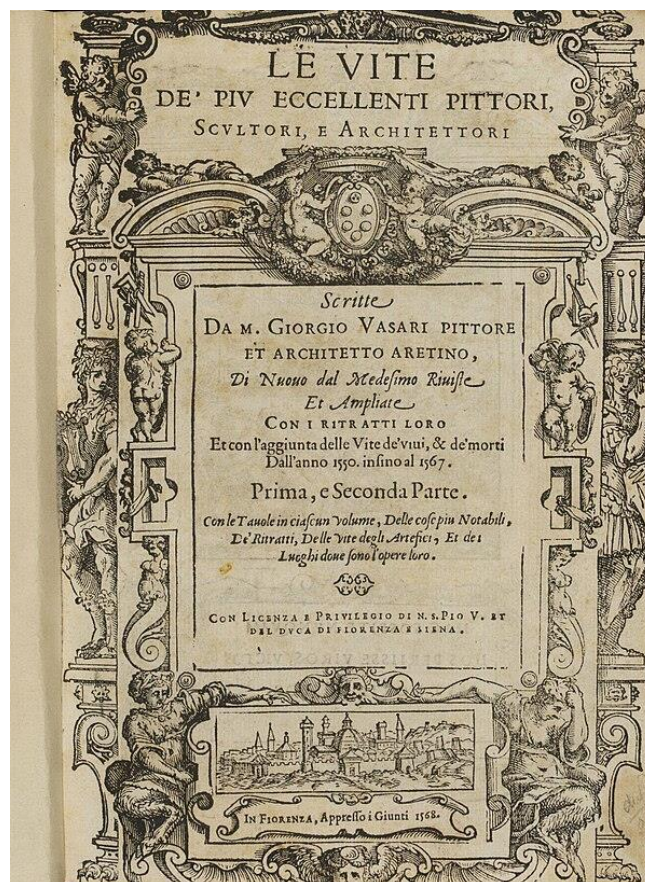 LE VITE
DE' PIV ECCELLENTI PITTORI,
SCVLTORI, E ARCHITETTORI
Scritte
DA M. GIORGIO VASARI PITTORE
ET ARCHITETTO ARETINO,
Di Nuouo dal Medesimo Riuiste
Et Ampliate
CON I RITRATTI LORO
Et con l'aggiunta delle Vite de' viui, & de' morti
Dall'anno 1550. insino al 1567.
Prima, e Seconda Parte.
Con le Tauole in ciascun volume, Delle cose piu Notabili,
De' Ritratti, Delle vite degli Artefici, Et dei
Luoghi doue sono l'opere loro.
CON LICENZA E PRIVILEGIO DI N. S. PIO V. ET
DEL DVCA DI FIORENZA E SIENA.
IN FIORENZA, Appresso i Giunti 1568.